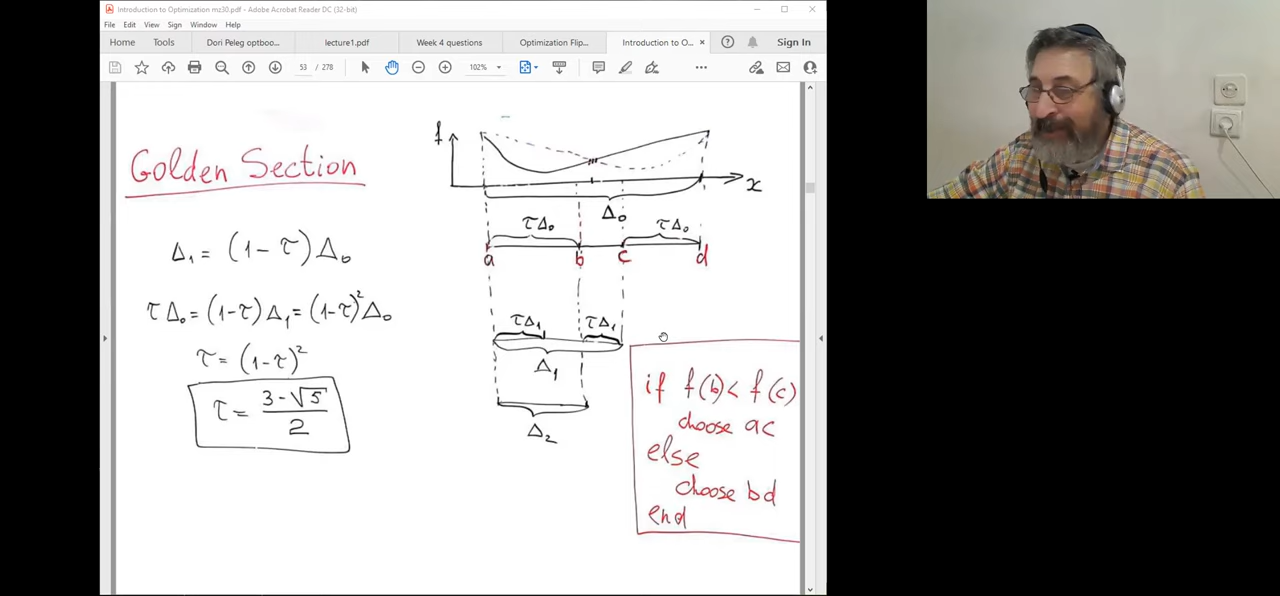 Introduction to Optimization mz30.pdf - Adobe Acrobat Reader DC (32-bit)
File Edit View Sign Window Help
Home Tools Dori Peleg optboo... lecture1.pdf Week 4 questions Optimization Flip... Introduction to O... × Sign In
53 / 278 102%
Golden Section
f
x
Δ₀
τΔ₀ τΔ₀
a b c d
Δ₁ = (1-τ)Δ₀
τΔ₀ = (1-τ)Δ₁ = (1-τ)²Δ₀
τ = (1-τ)²
τ = (3-√5)/2
τΔ₁ τΔ₁
Δ₁
Δ₂
if f(b) < f(c)
choose ac
else
choose bd
end